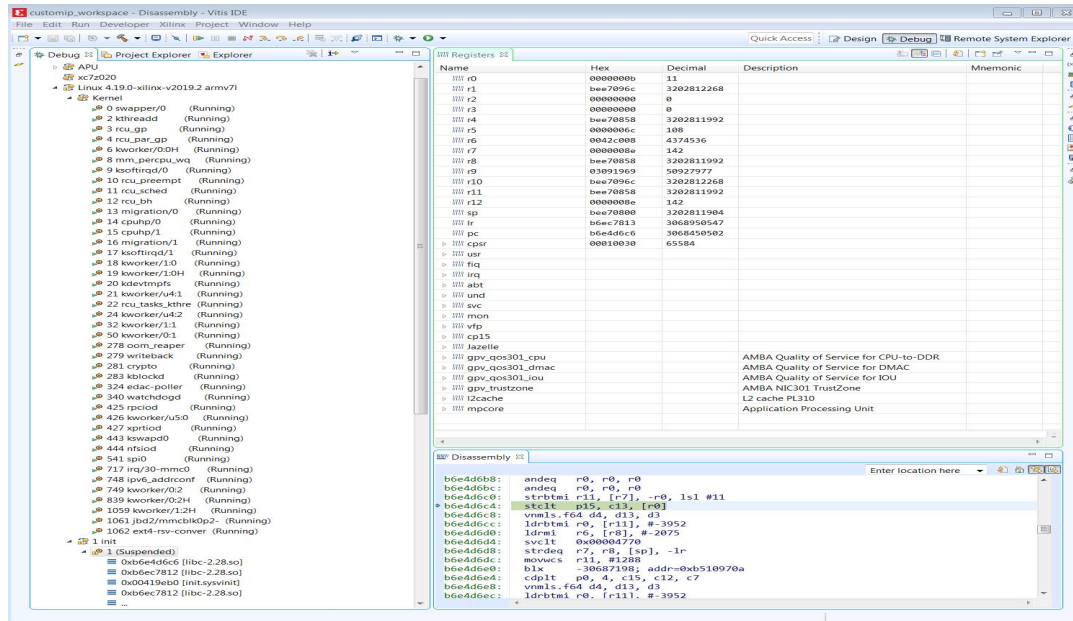 customip_workspace - Disassembly - Vitis IDE
File Edit Run Developer Xilinx Project Window Help
Quick Access Design Debug Remote System Explorer
Debug Project Explorer Explorer
APU
xc7z020
Linux 4.19.0-xilinx-v2019.2 armv7l
Kernel
0 swapper/0 (Running)
2 kthreadd (Running)
3 rcu_gp (Running)
4 rcu_par_gp (Running)
6 kworker/0:0H (Running)
8 mm_percpu_wq (Running)
9 ksoftirqd/0 (Running)
10 rcu_preempt (Running)
11 rcu_sched (Running)
12 rcu_bh (Running)
13 migration/0 (Running)
14 cpuhp/0 (Running)
15 cpuhp/1 (Running)
16 migration/1 (Running)
17 ksoftirqd/1 (Running)
18 kworker/1:0 (Running)
19 kworker/1:0H (Running)
20 kdevtmpfs (Running)
21 kworker/u4:1 (Running)
22 rcu_tasks_kthre (Running)
24 kworker/u4:2 (Running)
32 kworker/1:1 (Running)
50 kworker/0:1 (Running)
278 oom_reaper (Running)
279 writeback (Running)
281 crypto (Running)
283 kblockd (Running)
324 edac-poller (Running)
340 watchdogd (Running)
425 rpciod (Running)
426 kworker/u5:0 (Running)
427 xprtiod (Running)
443 kswapd0 (Running)
444 nfsiod (Running)
541 spi0 (Running)
717 irq/30-mmc0 (Running)
748 ipv6_addrconf (Running)
749 kworker/0:2 (Running)
839 kworker/0:2H (Running)
1059 kworker/1:2H (Running)
1061 jbd2/mmcblk0p2- (Running)
1062 ext4-rsv-conver (Running)
1 init
1 (Suspended)
0xb6e4d6c6 [libc-2.28.so]
0xb6ec7812 [libc-2.28.so]
0x00419eb0 [init.sysvinit]
0xb6ec7812 [libc-2.28.so]
...
Registers
Name Hex Decimal Description Mnemonic
r0 0000000b 11
r1 bee7096c 3202812268
r2 00000000 0
r3 00000000 0
r4 bee70858 3202811992
r5 0000006c 108
r6 0042c008 4374536
r7 0000008e 142
r8 bee70858 3202811992
r9 03091969 50927977
r10 bee7096c 3202812268
r11 bee70858 3202811992
r12 0000008e 142
sp bee70800 3202811904
lr b6ec7813 3068950547
pc b6e4d6c6 3068450502
cpsr 00010030 65584
usr
fiq
irq
abt
und
svc
mon
vfp
cp15
Jazelle
gpv_qos301_cpu AMBA Quality of Service for CPU-to-DDR
gpv_qos301_dmac AMBA Quality of Service for DMAC
gpv_qos301_iou AMBA Quality of Service for IOU
gpv_trustzone AMBA NIC301 TrustZone
l2cache L2 cache PL310
mpcore Application Processing Unit
Disassembly
Enter location here
b6e4d6b8: andeq r0, r0, r0
b6e4d6bc: andeq r0, r0, r0
b6e4d6c0: strbtmi r11, [r7], -r0, lsl #11
b6e4d6c4: stclt p15, c13, [r0]
b6e4d6c8: vnmls.f64 d4, d13, d3
b6e4d6cc: ldrbtmi r0, [r11], #-3952
b6e4d6d0: ldrmi r6, [r8], #-2075
b6e4d6d4: svclt 0x00004770
b6e4d6d8: strdeq r7, r8, [sp], -lr
b6e4d6dc: movwcs r11, #1288
b6e4d6e0: blx -30687198; addr=0xb510970a
b6e4d6e4: cdplt p0, 4, c15, c12, c7
b6e4d6e8: vnmls.f64 d4, d13, d3
b6e4d6ec: ldrbtmi r0, [r11], #-3952